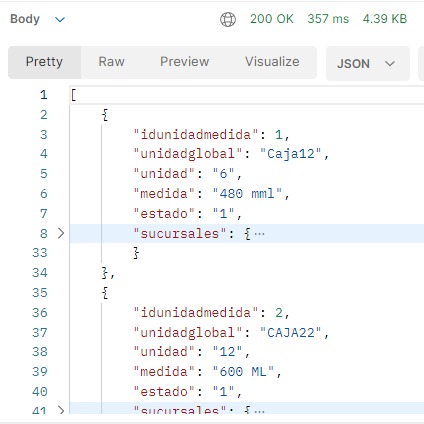 Body 200 OK 357 ms 4.39 KB
Pretty Raw Preview Visualize JSON
1 [
2 {
3 "idunidadmedida": 1,
4 "unidadglobal": "Caja12",
5 "unidad": "6",
6 "medida": "480 mml",
7 "estado": "1",
8 "sucursales": {⋯
33 }
34 },
35 {
36 "idunidadmedida": 2,
37 "unidadglobal": "CAJA22",
38 "unidad": "12",
39 "medida": "600 ML",
40 "estado": "1",
41 "sucursales": {⋯